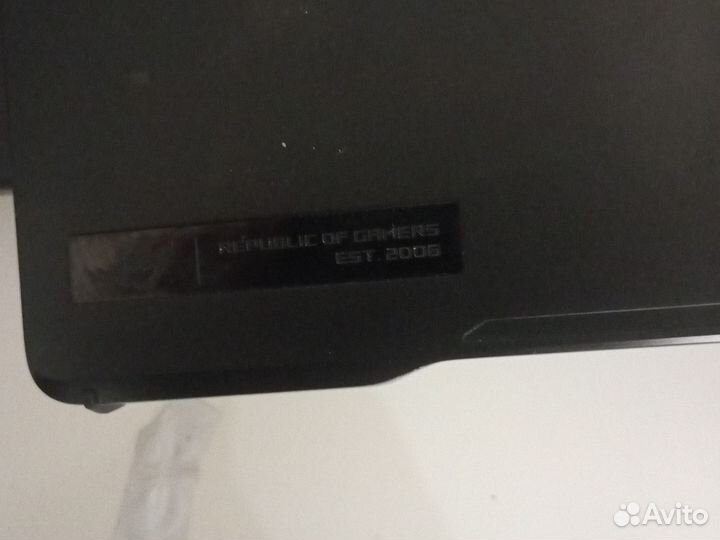 REPUBLIC OF GAMERS
EST. 2006
Avito